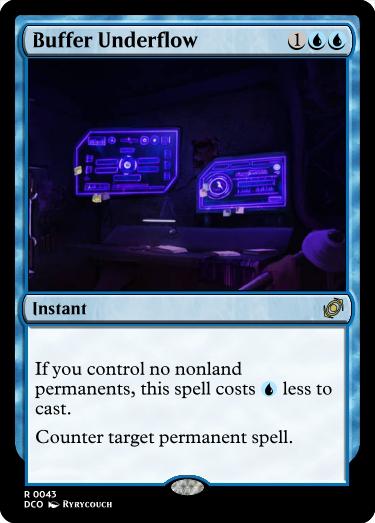 Buffer Underflow 1
Instant
If you control no nonland
permanents, this spell costs less to
cast.
Counter target permanent spell.
R 0043
DCO RYRYCOUCH